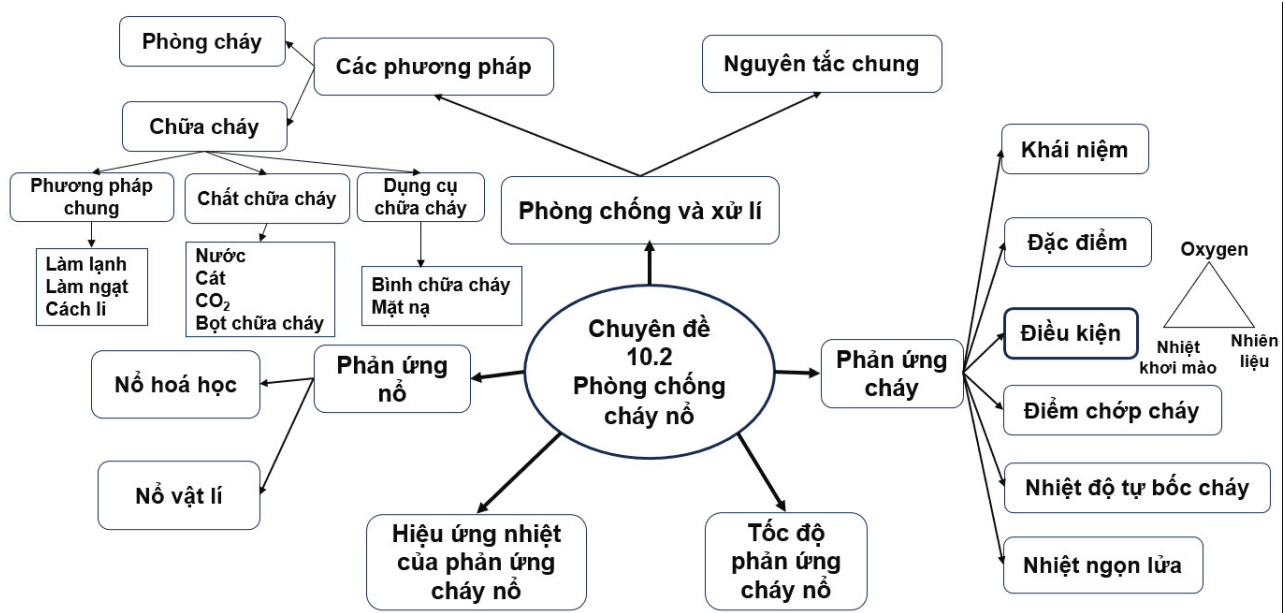 Phòng cháy
Các phương pháp
Nguyên tắc chung
Chữa cháy
Khái niệm
Phương pháp
chung
Chất chữa cháy
Dụng cụ
chữa cháy
Phòng chống và xử lí
Đặc điểm
Oxygen
Làm lạnh
Làm ngạt
Cách li
Nước
Cát
CO₂
Bọt chữa cháy
Bình chữa cháy
Mặt nạ
Chuyên đề
10.2
Phòng chống
cháy nổ
Điều kiện
Nhiệt
khơi mào
Nhiên
liệu
Phản ứng
nổ
Nổ hoá học
Phản ứng
cháy
Điểm chớp cháy
Nổ vật lí
Nhiệt độ tự bốc cháy
Hiệu ứng nhiệt
của phản ứng
cháy nổ
Tốc độ
phản ứng
cháy nổ
Nhiệt ngọn lửa